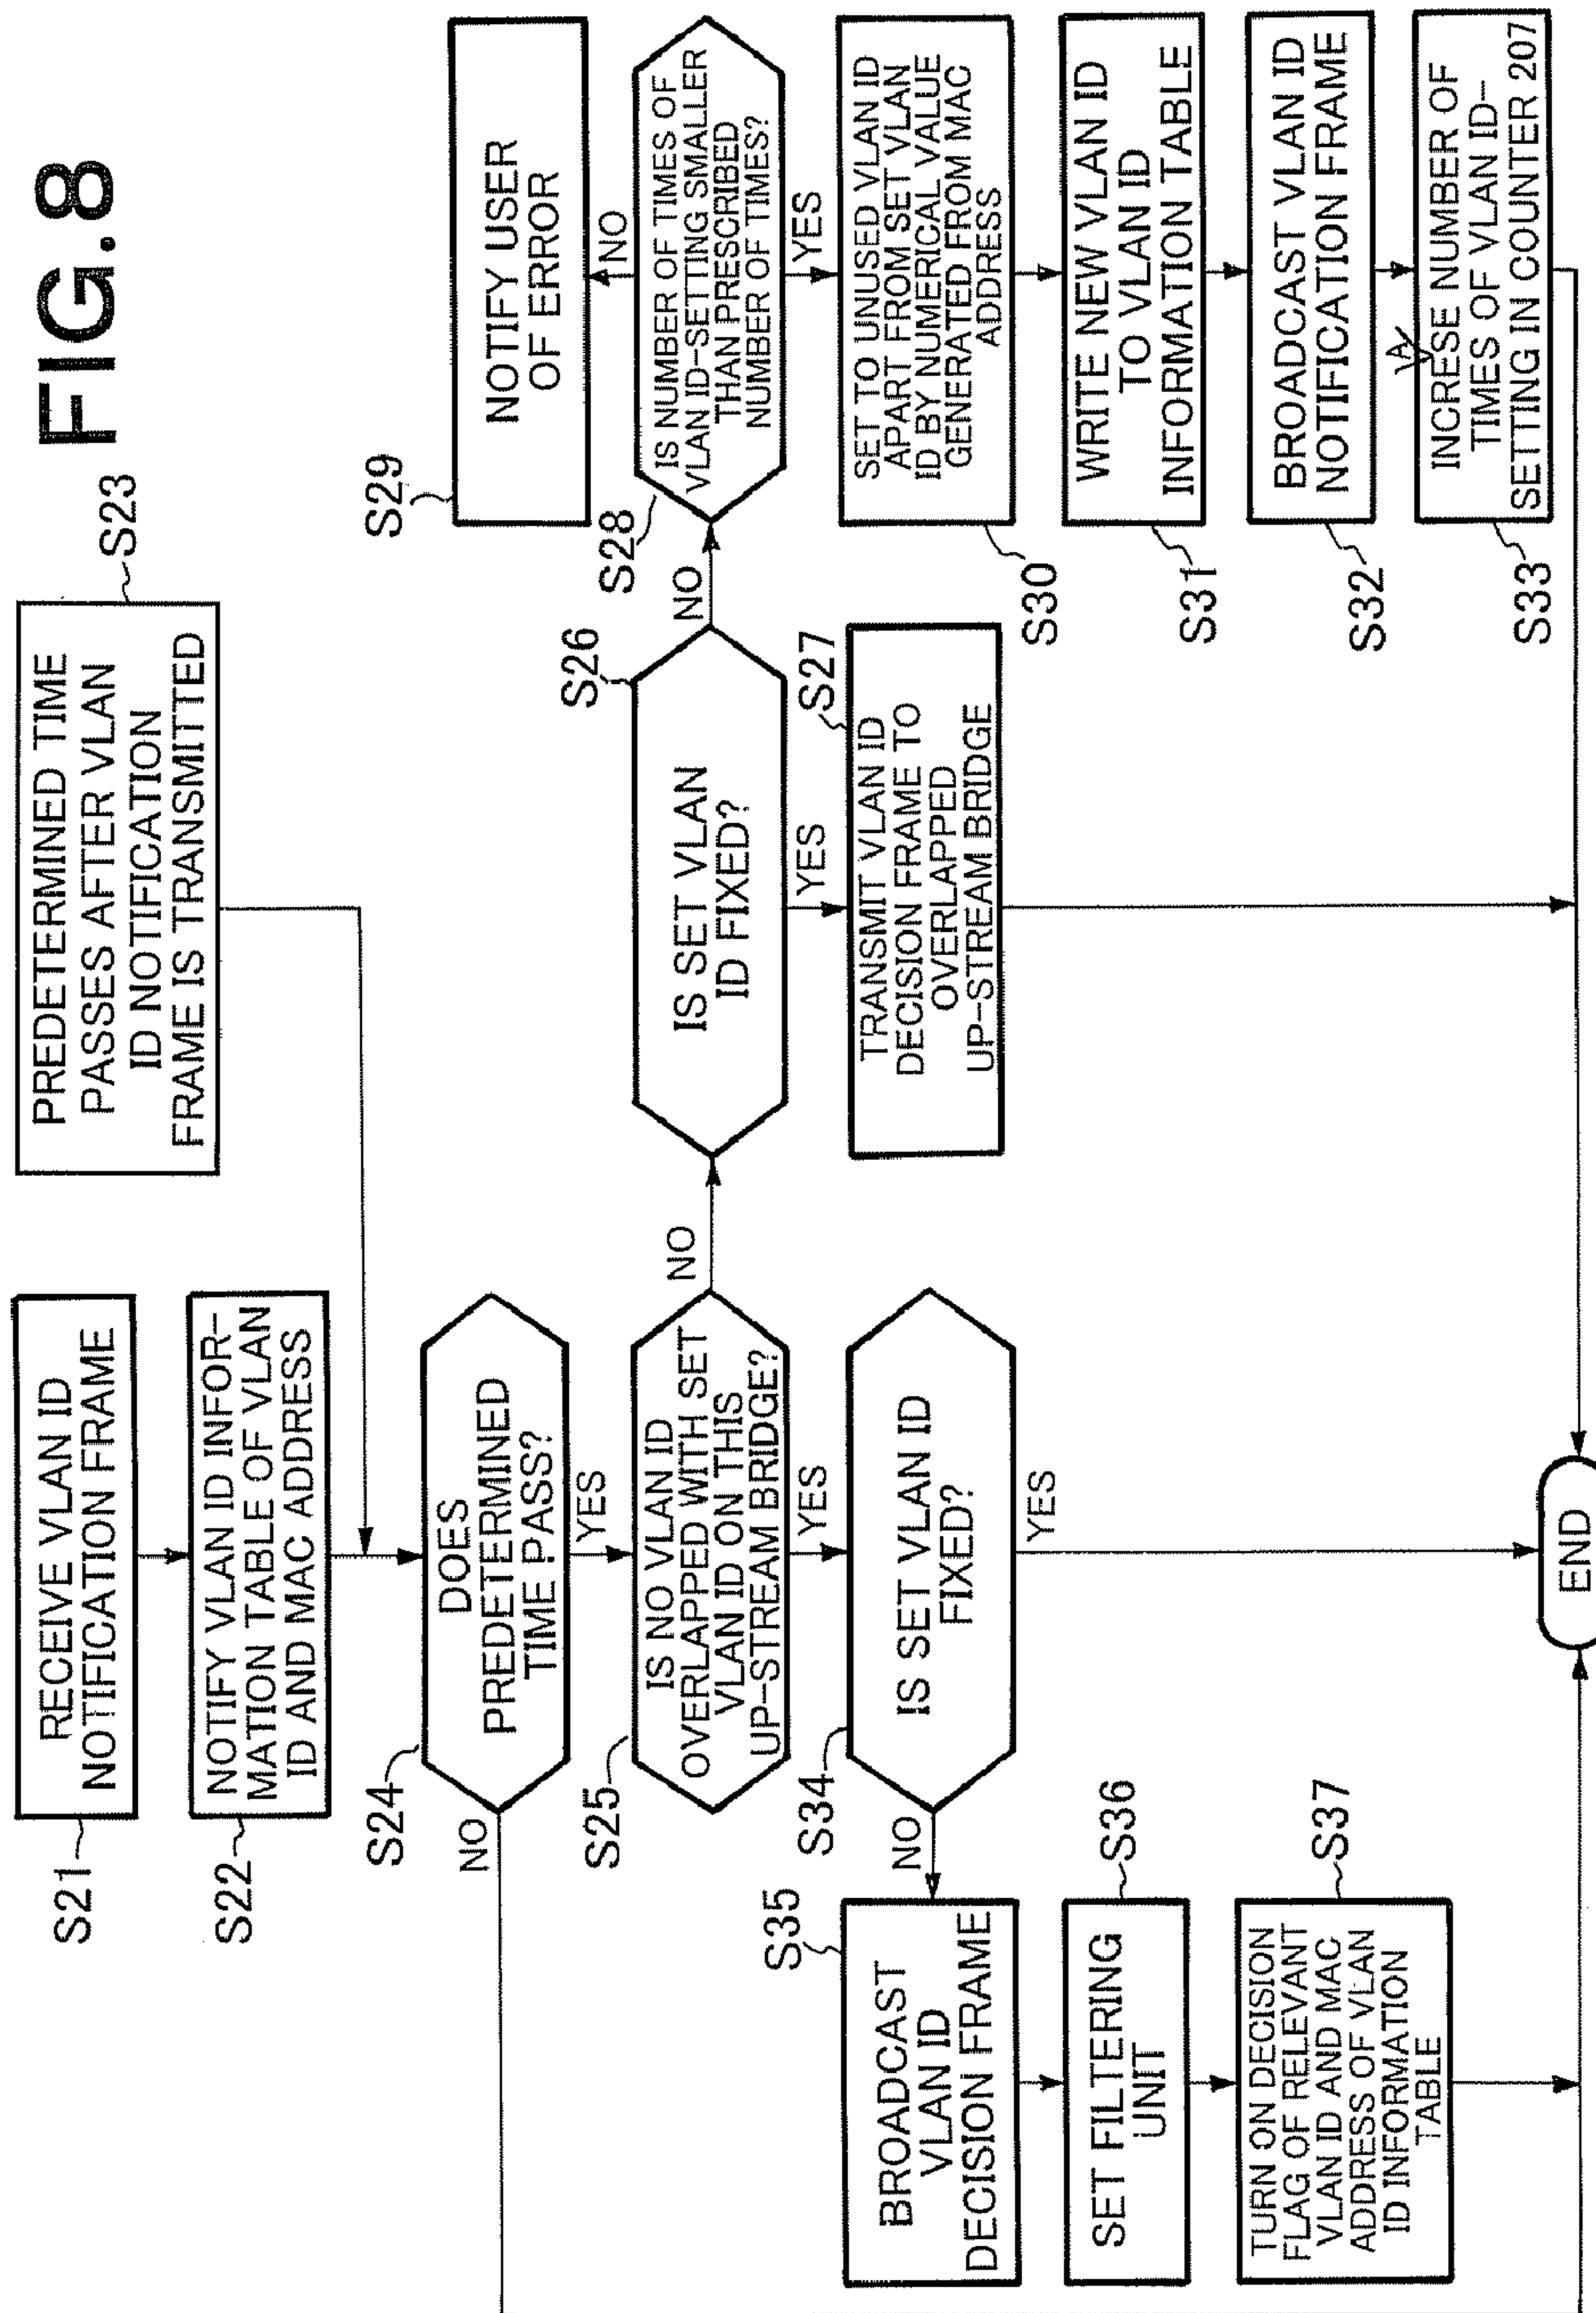 FIG.8
RECEIVE VLAN ID
NOTIFICATION FRAME
S21
NOTIFY VLAN ID INFOR-
MATION TABLE OF VLAN
ID AND MAC ADDRESS
S22
PREDETERMINED TIME
PASSES AFTER VLAN
ID NOTIFICATION
FRAME IS TRANSMITTED
S23
DOES
PREDETERMINED
TIME PASS?
S24
NO
YES
IS NO VLAN ID
OVERLAPPED WITH SET
VLAN ID ON THIS
UP-STREAM BRIDGE?
S25
NO
YES
IS SET VLAN
ID FIXED?
S26
NO
YES
TRANSMIT VLAN ID
DECISION FRAME TO
OVERLAPPED
UP-STREAM BRIDGE
S27
IS NUMBER OF TIMES OF
VLAN ID-SETTING SMALLER
THAN PRESCRIBED
NUMBER OF TIMES?
S28
NO
YES
NOTIFY USER
OF ERROR
S29
SET TO UNUSED VLAN ID
APART FROM SET VLAN
ID BY NUMERICAL VALUE
GENERATED FROM MAC
ADDRESS
S30
WRITE NEW VLAN ID
TO VLAN ID
INFORMATION TABLE
S31
BROADCAST VLAN ID
NOTIFICATION FRAME
S32
A
INCRESE NUMBER OF
TIMES OF VLAN ID-
SETTING IN COUNTER 207
S33
IS SET VLAN ID
FIXED?
S34
NO
YES
BROADCAST
VLAN ID
DECISION FRAME
S35
SET FILTERING
UNIT
S36
TURN ON DECISION
FLAG OF RELEVANT
VLAN ID AND MAC
ADDRESS OF VLAN
ID INFORMATION
TABLE
S37
END